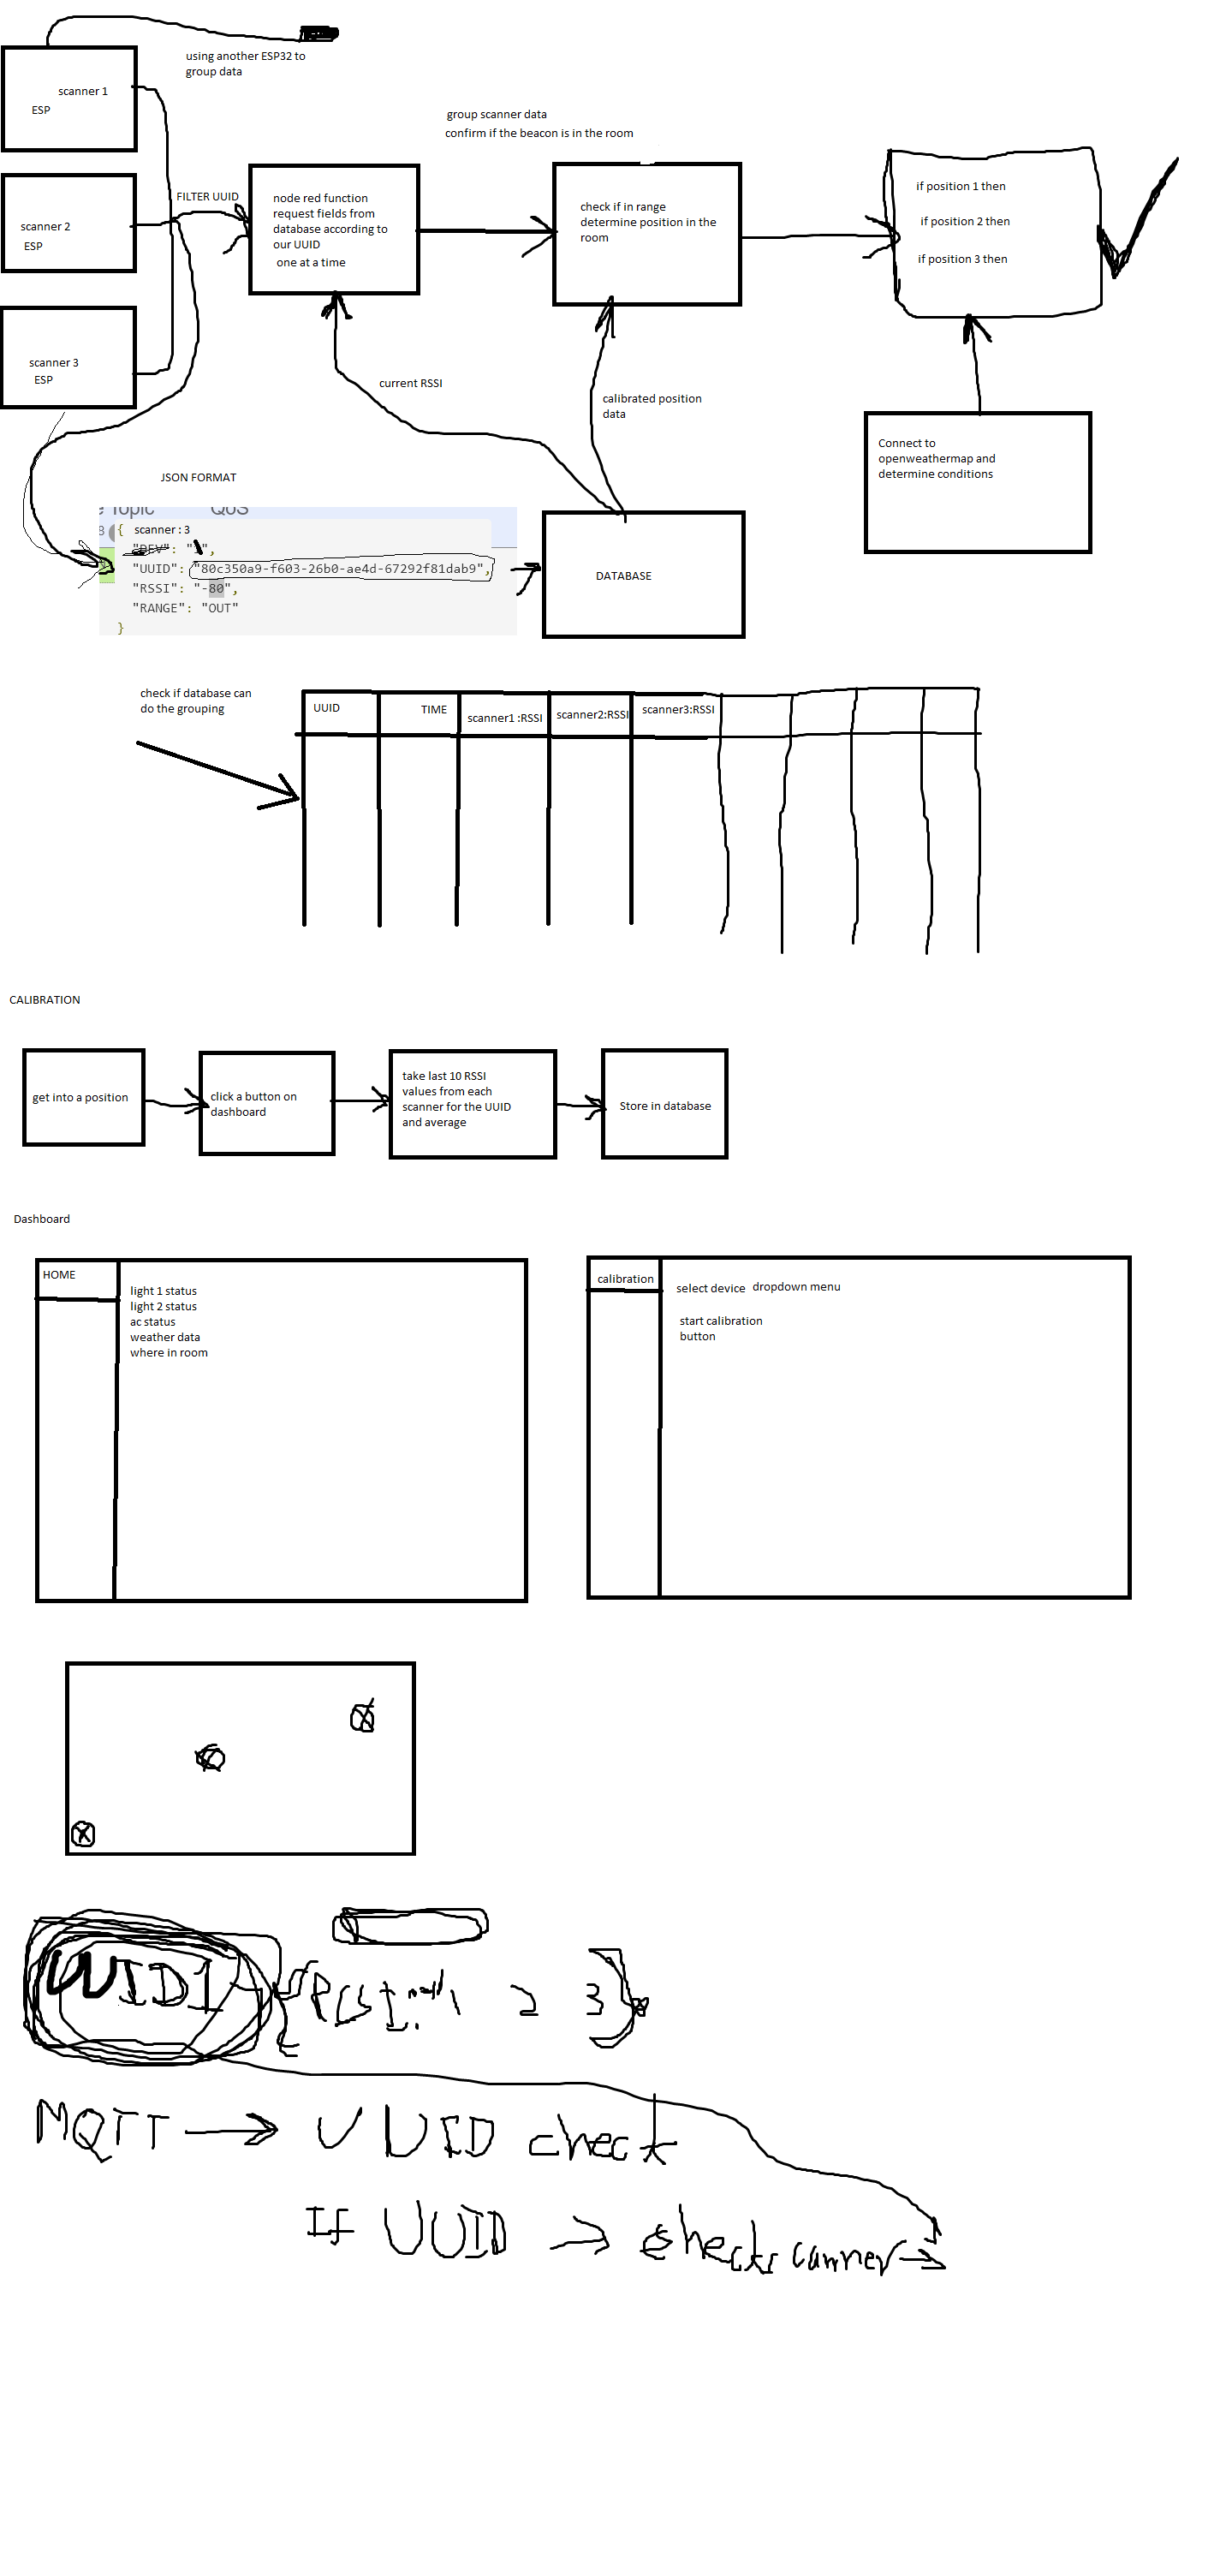 using another ESP32 to
group data
scanner 1
ESP
group scanner data
confirm if the beacon is in the room
scanner 2
ESP
FILTER UUID
node red function
request fields from
database according to
our UUID
one at a time
check if in range
determine position in the
room
if position 1 then
if position 2 then
if position 3 then
scanner 3
ESP
current RSSI
calibrated position
data
Connect to
openweathermap and
determine conditions
JSON FORMAT
Topic QoS
8 { scanner : 3
"DEV": "1",
"UUID": "80c350a9-f603-26b0-ae4d-67292f81dab9",
"RSSI": "-80",
"RANGE": "OUT"
}
DATABASE
check if database can
do the grouping
UUID TIME scanner1 :RSSI scanner2:RSSI scanner3:RSSI
CALIBRATION
get into a position
click a button on
dashboard
take last 10 RSSI
values from each
scanner for the UUID
and average
Store in database
Dashboard
HOME
light 1 status
light 2 status
ac status
weather data
where in room
calibration
select device dropdown menu
start calibration
button
UUID1 2 3
MQTT → UUID check
If UUID → check scanner →